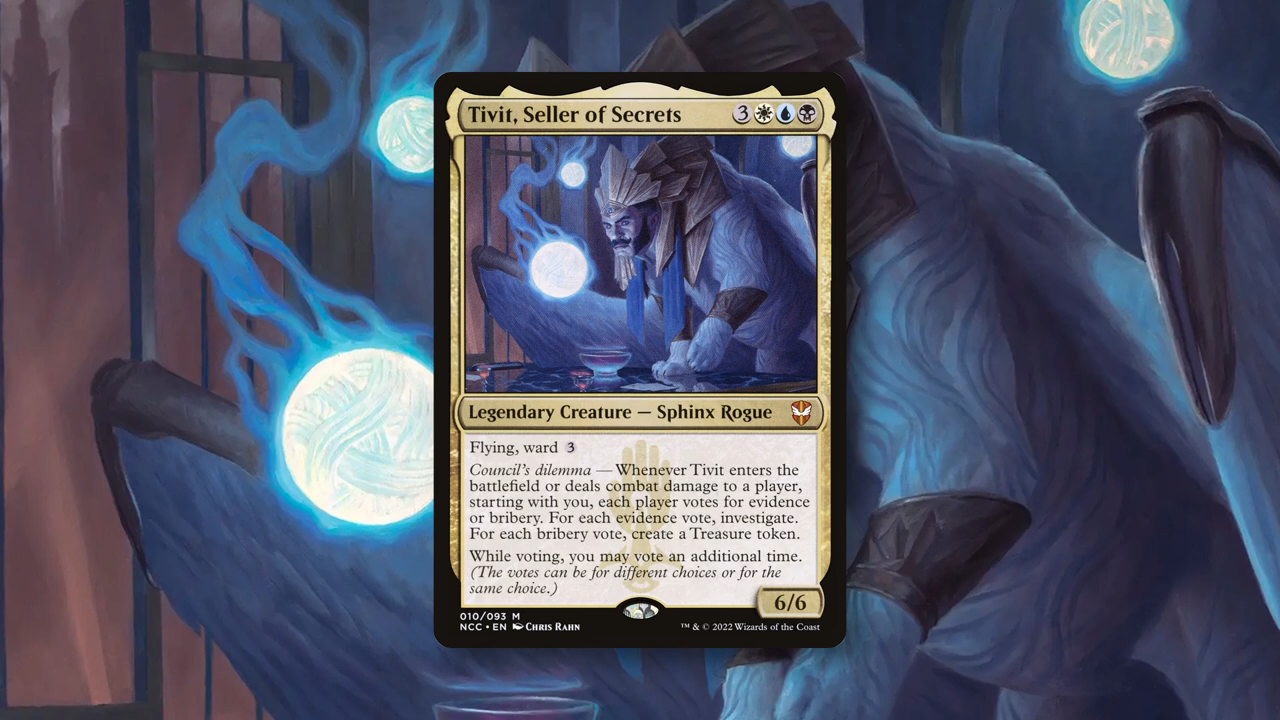 Tivit, Seller of Secrets 3
Legendary Creature — Sphinx Rogue
Flying, ward 3
Council's dilemma — Whenever Tivit enters the
battlefield or deals combat damage to a player,
starting with you, each player votes for evidence
or bribery. For each evidence vote, investigate.
For each bribery vote, create a Treasure token.
While voting, you may vote an additional time.
(The votes can be for different choices or for the
same choice.)
6/6
010/093 M
NCC • EN Chris Rahn
™ & © 2022 Wizards of the Coast